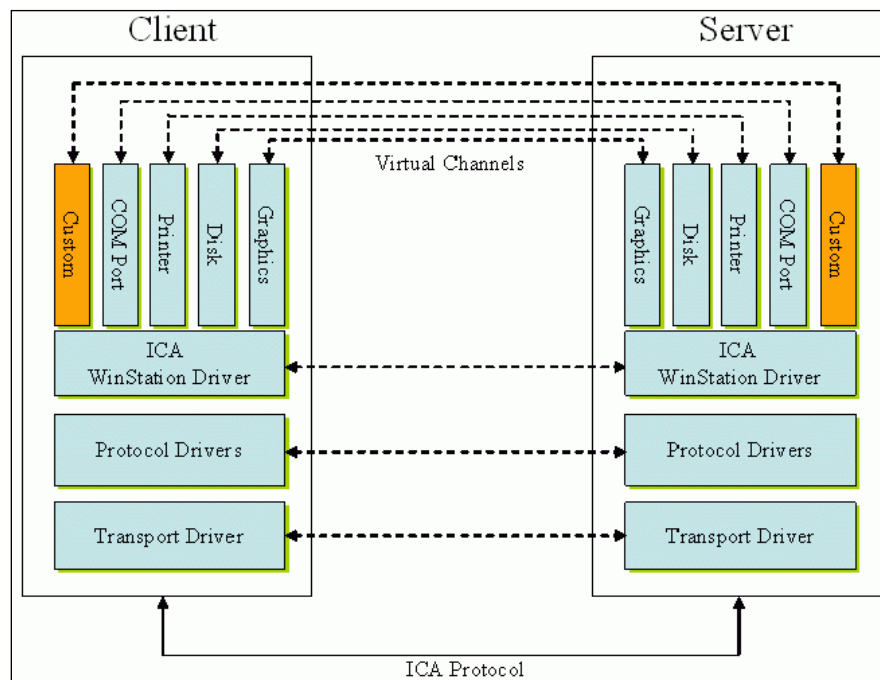 Client
Server
Virtual Channels
Custom
COM Port
Printer
Disk
Graphics
Graphics
Disk
Printer
COM Port
Custom
ICA
WinStation Driver
ICA
WinStation Driver
Protocol Drivers
Protocol Drivers
Transport Driver
Transport Driver
ICA Protocol